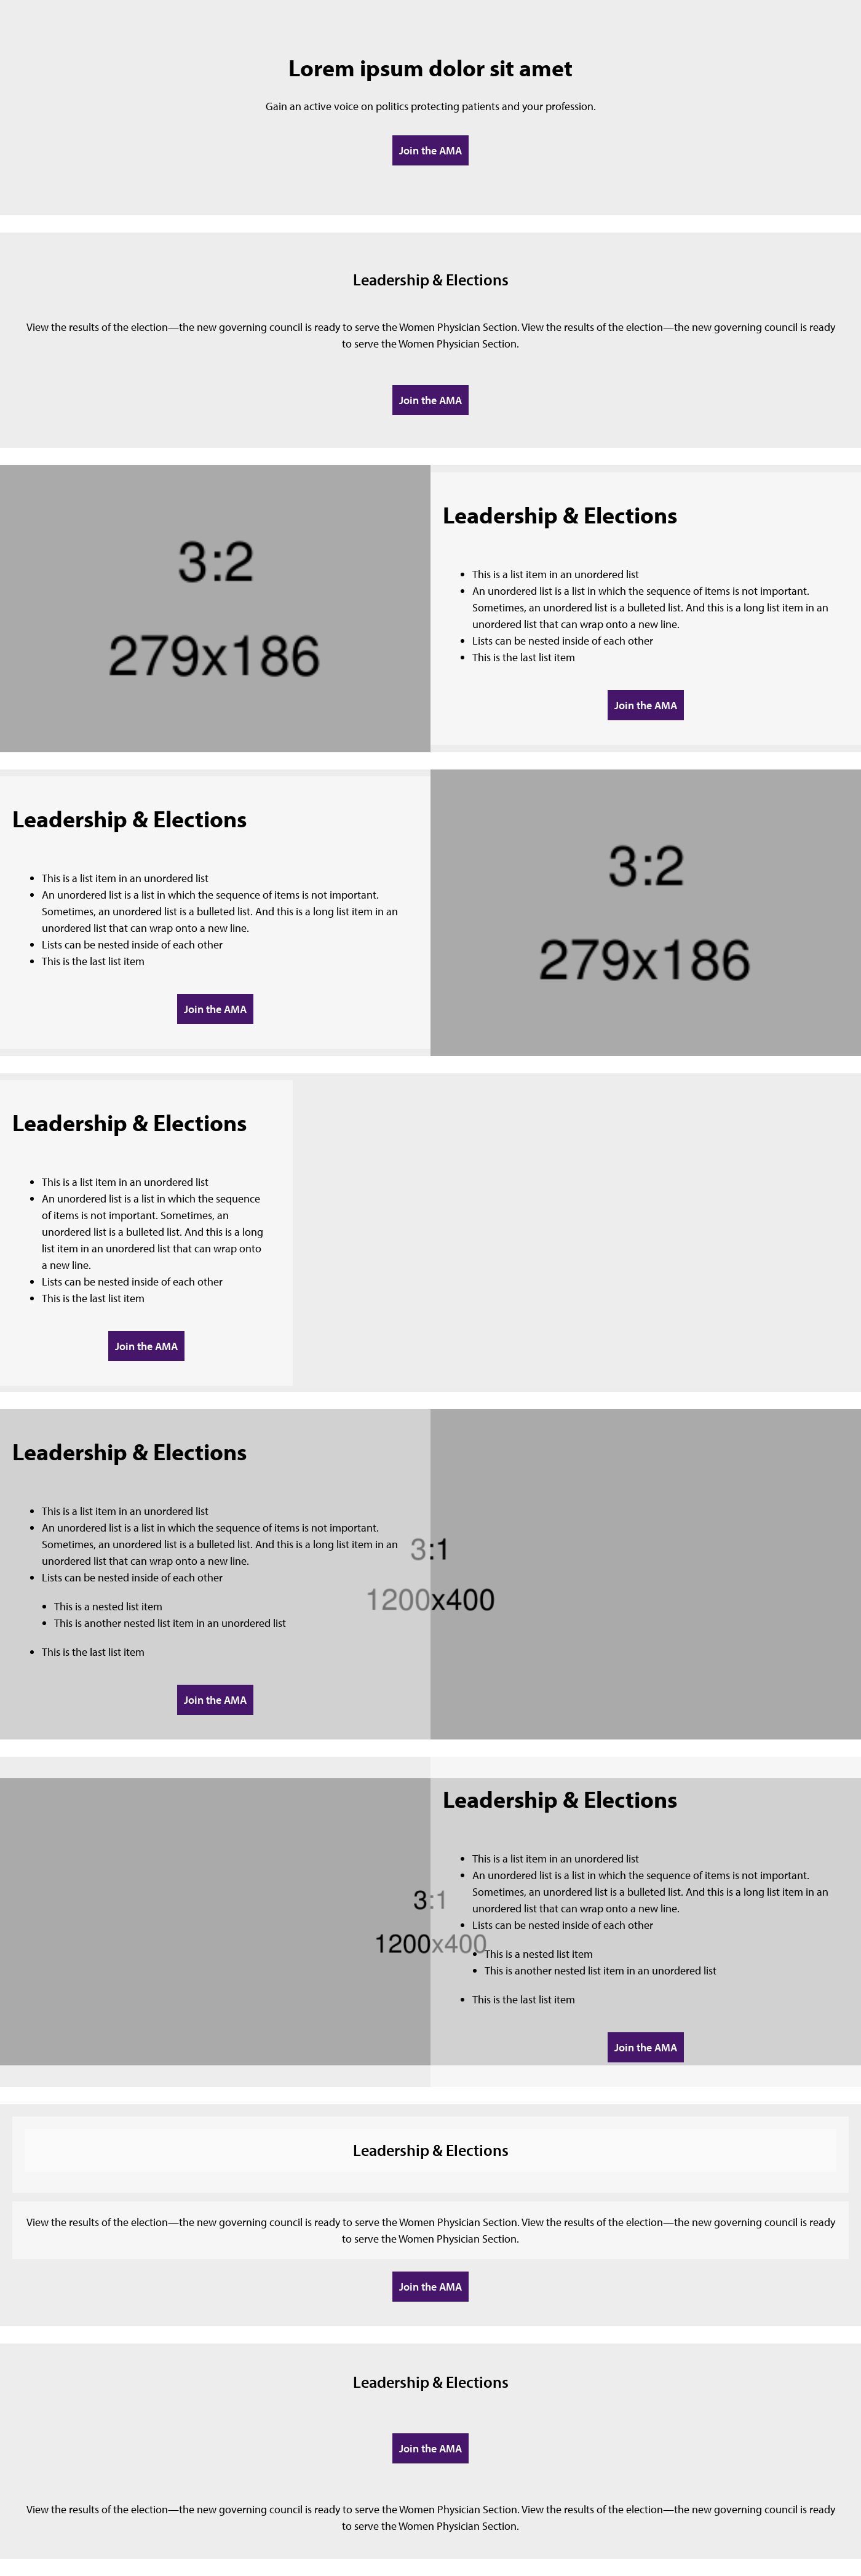 Lorem ipsum dolor sit amet
Gain an active voice on politics protecting patients and your profession.
Join the AMA
Leadership & Elections
View the results of the election—the new governing council is ready to serve the Women Physician Section. View the results of the election—the new governing council is ready
to serve the Women Physician Section.
Join the AMA
3:2
279x186
Leadership & Elections
This is a list item in an unordered list
An unordered list is a list in which the sequence of items is not important.
Sometimes, an unordered list is a bulleted list. And this is a long list item in an
unordered list that can wrap onto a new line.
Lists can be nested inside of each other
This is the last list item
Join the AMA
Leadership & Elections
This is a list item in an unordered list
An unordered list is a list in which the sequence of items is not important.
Sometimes, an unordered list is a bulleted list. And this is a long list item in an
unordered list that can wrap onto a new line.
Lists can be nested inside of each other
This is the last list item
Join the AMA
3:2
279x186
Leadership & Elections
This is a list item in an unordered list
An unordered list is a list in which the sequence
of items is not important. Sometimes, an
unordered list is a bulleted list. And this is a long
list item in an unordered list that can wrap onto
a new line.
Lists can be nested inside of each other
This is the last list item
Join the AMA
Leadership & Elections
This is a list item in an unordered list
An unordered list is a list in which the sequence of items is not important.
Sometimes, an unordered list is a bulleted list. And this is a long list item in an
unordered list that can wrap onto a new line.
Lists can be nested inside of each other
This is a nested list item
This is another nested list item in an unordered list
This is the last list item
Join the AMA
3:1
1200x400
3:1
1200x400
Leadership & Elections
This is a list item in an unordered list
An unordered list is a list in which the sequence of items is not important.
Sometimes, an unordered list is a bulleted list. And this is a long list item in an
unordered list that can wrap onto a new line.
Lists can be nested inside of each other
This is a nested list item
This is another nested list item in an unordered list
This is the last list item
Join the AMA
Leadership & Elections
View the results of the election—the new governing council is ready to serve the Women Physician Section. View the results of the election—the new governing council is ready
to serve the Women Physician Section.
Join the AMA
Leadership & Elections
Join the AMA
View the results of the election—the new governing council is ready to serve the Women Physician Section. View the results of the election—the new governing council is ready
to serve the Women Physician Section.